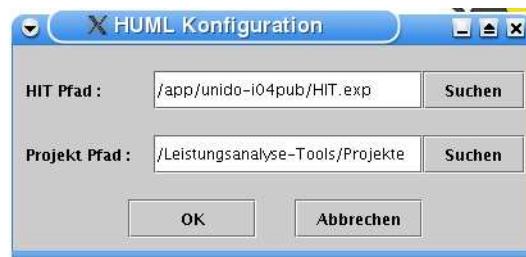 HUML Konfiguration
HIT Pfad : /app/unido-i04pub/HIT.exp Suchen
Projekt Pfad : /Leistungsanalyse-Tools/Projekte Suchen
OK Abbrechen